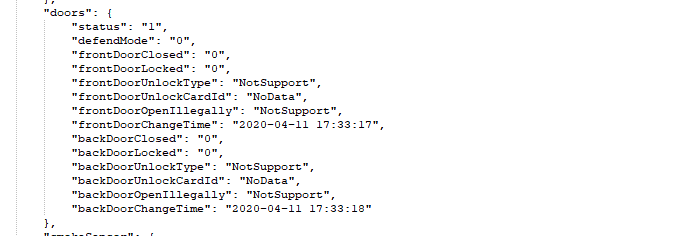 "doors": {
"status": "1",
"defendMode": "0",
"frontDoorClosed": "0",
"frontDoorLocked": "0",
"frontDoorUnlockType": "NotSupport",
"frontDoorUnlockCardId": "NoData",
"frontDoorOpenIllegally": "NotSupport",
"frontDoorChangeTime": "2020-04-11 17:33:17",
"backDoorClosed": "0",
"backDoorLocked": "0",
"backDoorUnlockType": "NotSupport",
"backDoorUnlockCardId": "NoData",
"backDoorOpenIllegally": "NotSupport",
"backDoorChangeTime": "2020-04-11 17:33:18"
},